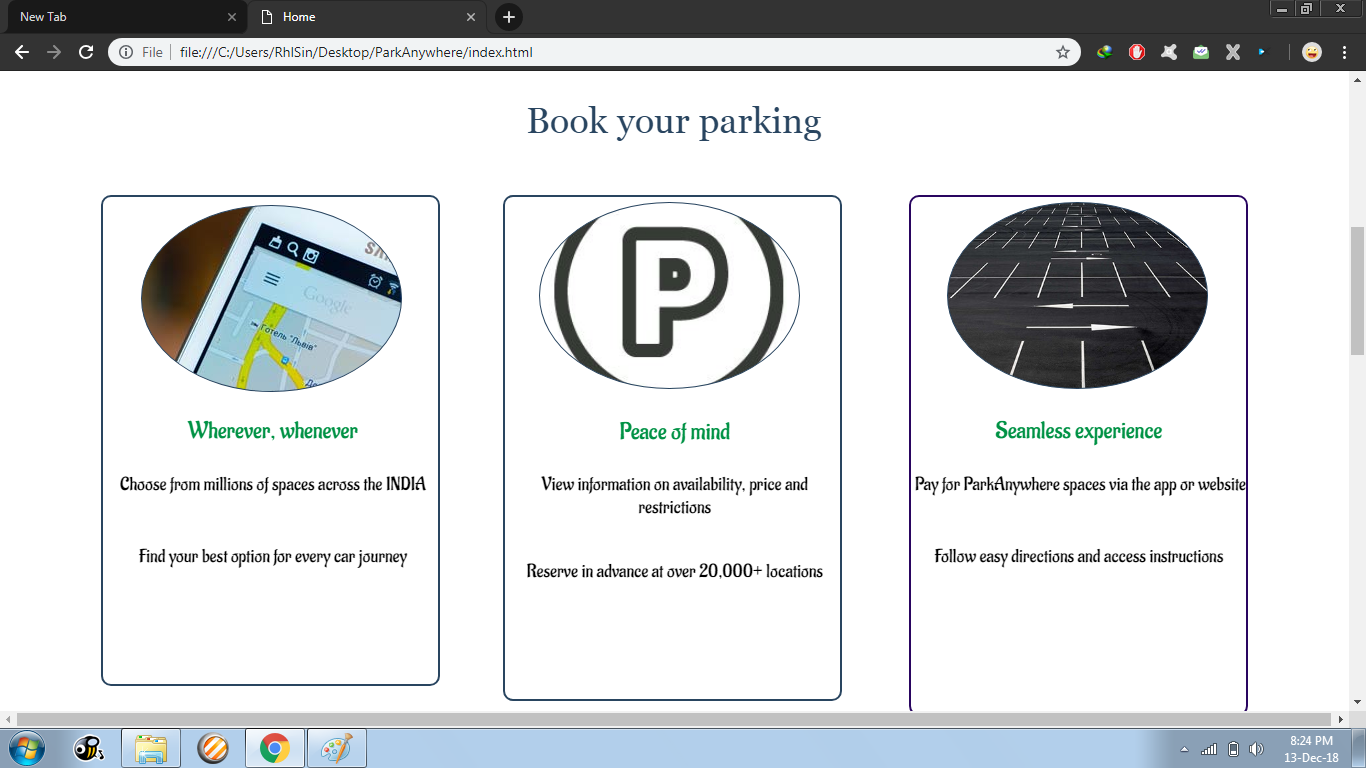 New Tab
Home
File
file:///C:/Users/RhlSin/Desktop/ParkAnywhere/index.html
Book your parking
Google
Готель "Львів"
P
Wherever, whenever
Choose from millions of spaces across the INDIA
Find your best option for every car journey
Peace of mind
View information on availability, price and
restrictions
Reserve in advance at over 20,000+ locations
Seamless experience
Pay for ParkAnywhere spaces via the app or website
Follow easy directions and access instructions
8:24 PM
13-Dec-18